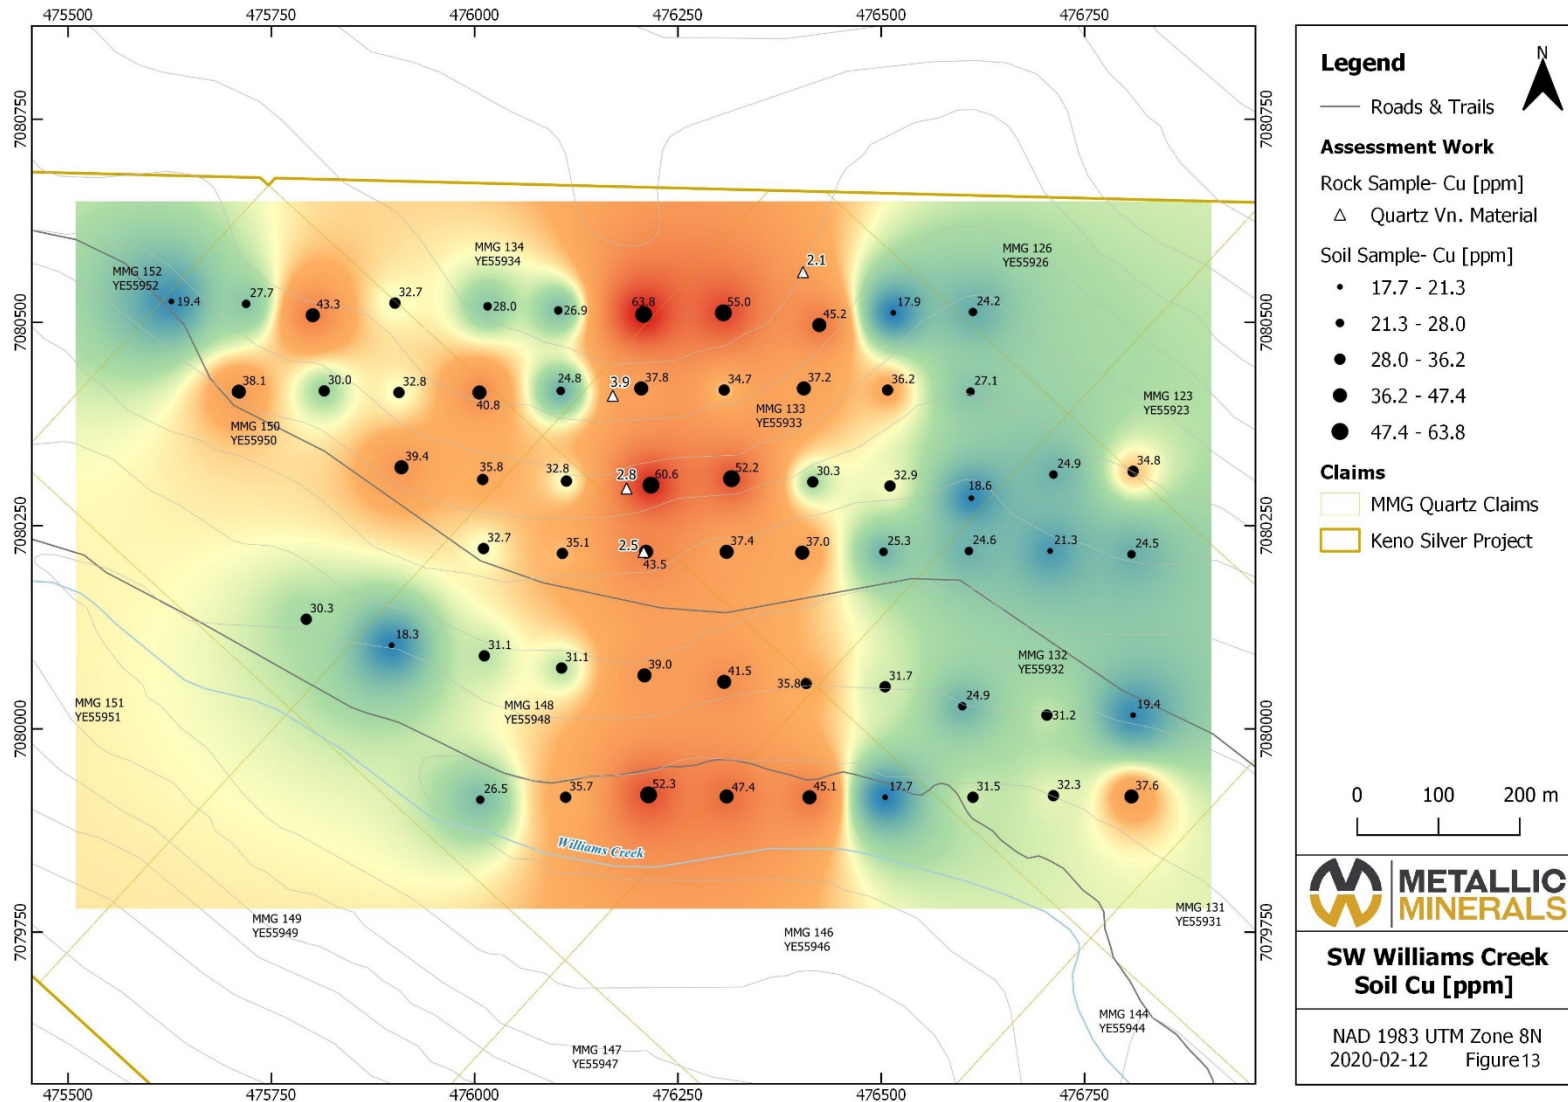 475500 475750 476000 476250 476500 476750
7080750 7080750
7080500 7080500
7080250 7080250
7080000 7080000
7079750 7079750
MMG 134
YE55934
MMG 126
YE55926
MMG 152
YE55952
2.1
19.4 27.7 43.3 32.7 28.0 26.9 63.8 55.0 45.2 17.9 24.2
38.1 30.0 32.8 40.8 24.8 3.9 37.8 34.7 37.2 36.2 27.1
MMG 123
YE55923
MMG 133
YE55933
MMG 150
YE55950
39.4 35.8 32.8 2.8 60.6 52.2 30.3 32.9 18.6 24.9 34.8
32.7 35.1 2.5 43.5 37.4 37.0 25.3 24.6 21.3 24.5
30.3 18.3 31.1 31.1 39.0 41.5 35.8 31.7 24.9 31.2 19.4
MMG 132
YE55932
MMG 151
YE55951
MMG 148
YE55948
26.5 35.7 52.3 47.4 45.1 17.7 31.5 32.3 37.6
Williams Creek
MMG 149
YE55949
MMG 146
YE55946
MMG 131
YE55931
MMG 144
YE55944
MMG 147
YE55947
475500 475750 476000 476250 476500 476750
Legend
N
Roads & Trails
Assessment Work
Rock Sample- Cu [ppm]
Quartz Vn. Material
Soil Sample- Cu [ppm]
17.7 - 21.3
21.3 - 28.0
28.0 - 36.2
36.2 - 47.4
47.4 - 63.8
Claims
MMG Quartz Claims
Keno Silver Project
0 100 200 m
METALLIC
MINERALS
SW Williams Creek
Soil Cu [ppm]
NAD 1983 UTM Zone 8N
2020-02-12 Figure 13